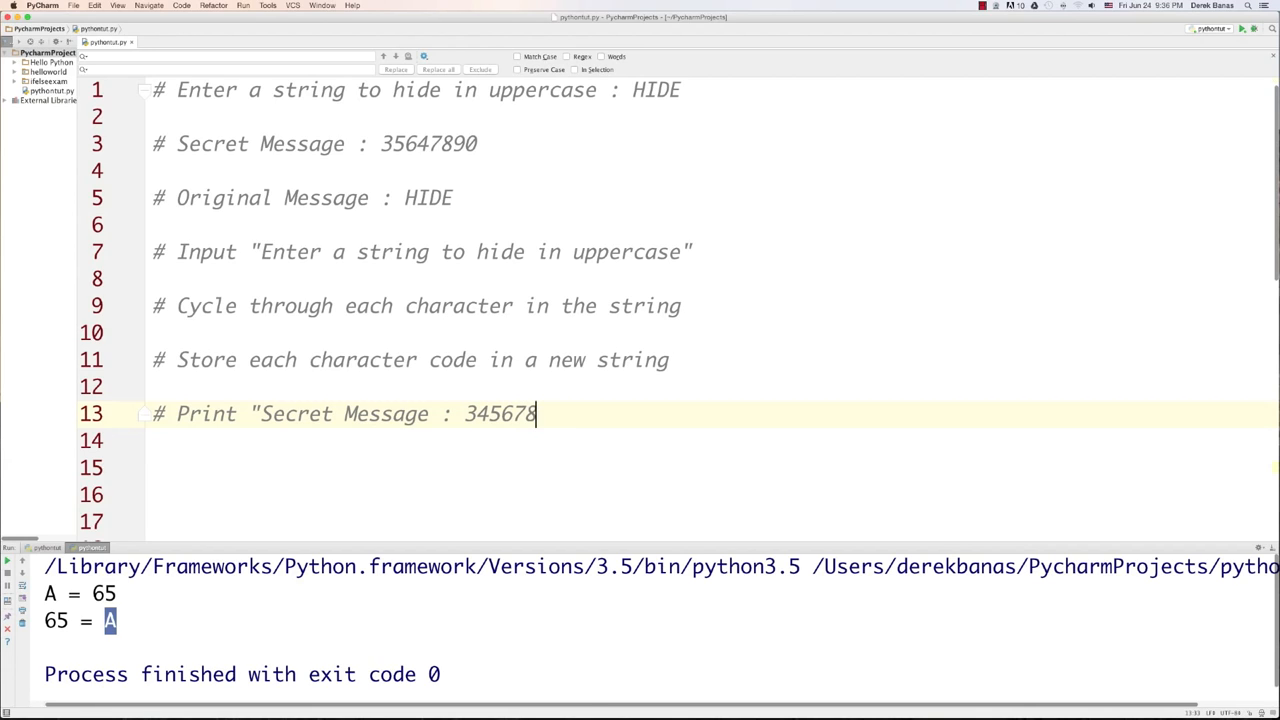 PyCharm File Edit View Navigate Code Refactor Run Tools VCS Window Help Fri Jun 24 9:36 PM Derek Banas
pythontut.py - PycharmProjects - [~/PycharmProjects]
PycharmProjects pythontut.py pythontut
pythontut.py
PycharmProject
Hello Python
helloworld
ifelseexam
pythontut.py
External Librarie
Match Case Regex Words
Replace Replace all Exclude Preserve Case In Selection
1 # Enter a string to hide in uppercase : HIDE
2
3 # Secret Message : 35647890
4
5 # Original Message : HIDE
6
7 # Input "Enter a string to hide in uppercase"
8
9 # Cycle through each character in the string
10
11 # Store each character code in a new string
12
13 # Print "Secret Message : 345678
14
15
16
17
Run: pythontut pythontut
/Library/Frameworks/Python.framework/Versions/3.5/bin/python3.5 /Users/derekbanas/PycharmProjects/pytho
A = 65
65 = A
Process finished with exit code 0
13:33 LF÷ UTF-8÷